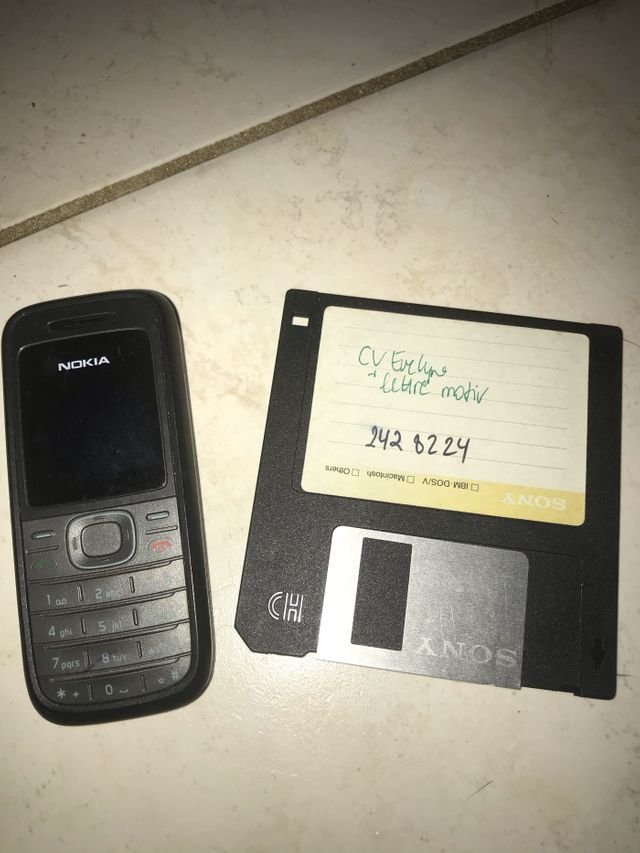 NOKIA
1
2 abc
4 ghi
5 jkl
7 pqrs
8 tuv
* +
0
#
CV Evelyne
+ "lettre" motiv
242 8224
□ IBM-DOS/V □ Macintosh □ Others
SONY
HD
SONY